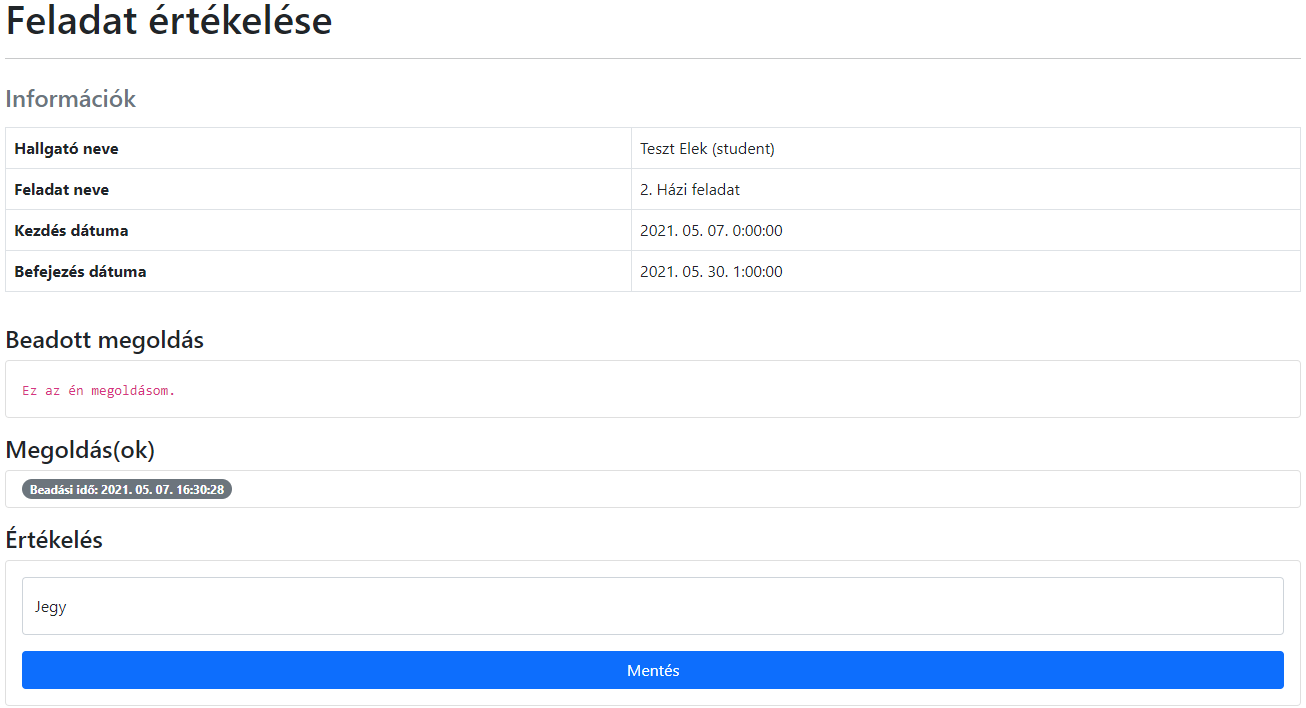 Feladat értékelése
Információk
Hallgató neve Teszt Elek (student)
Feladat neve 2. Házi feladat
Kezdés dátuma 2021. 05. 07. 0:00:00
Befejezés dátuma 2021. 05. 30. 1:00:00
Beadott megoldás
Ez az én megoldásom.
Megoldás(ok)
Beadási idő: 2021. 05. 07. 16:30:28
Értékelés
Jegy
Mentés